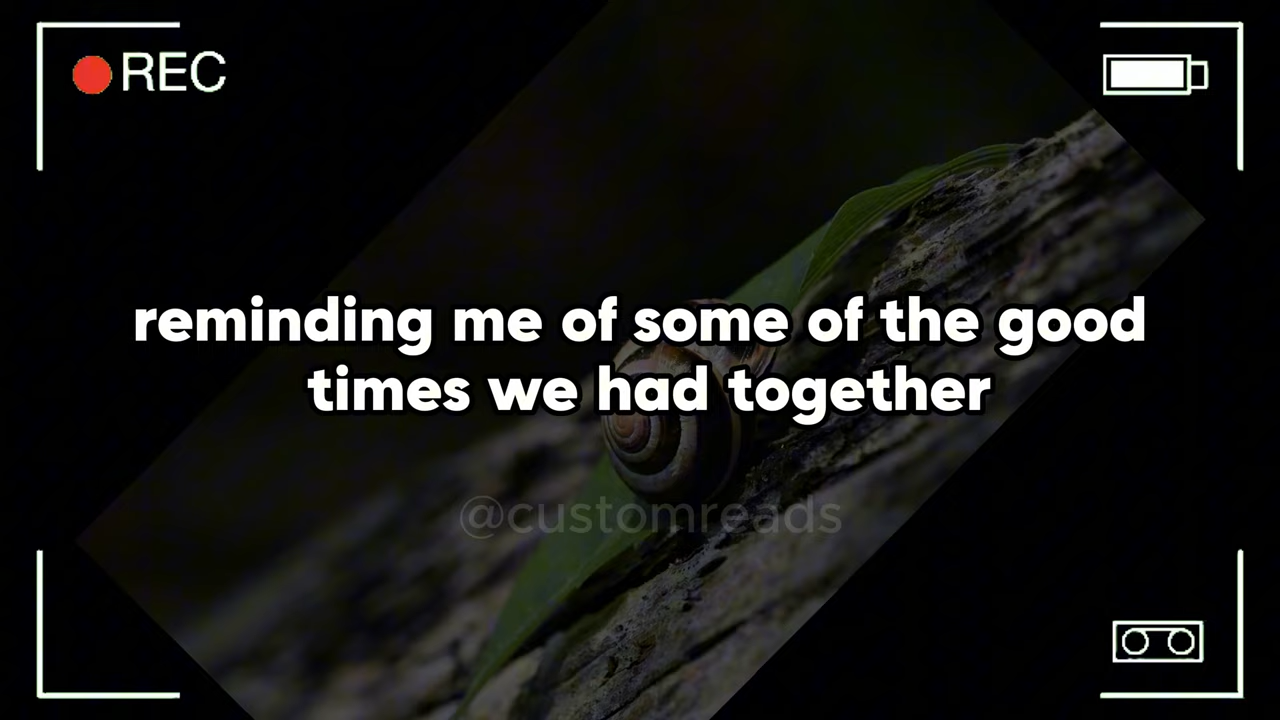 REC
reminding me of some of the good
times we had together
@customreads